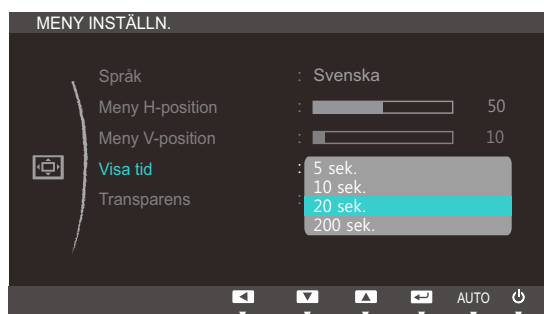 MENY INSTÄLLN.
Språk : Svenska
Meny H-position : 50
Meny V-position : 10
Visa tid : 5 sek.
10 sek.
20 sek.
Transparens : 200 sek.
AUTO